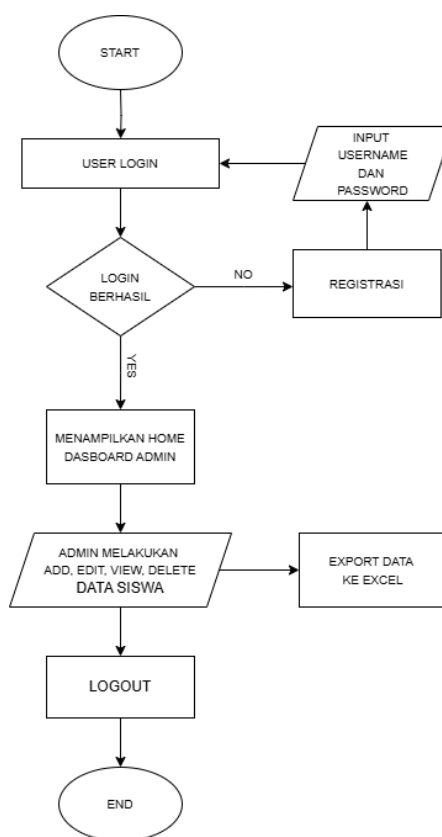 START
USER LOGIN
INPUT
USERNAME
DAN
PASSWORD
LOGIN
BERHASIL
NO
REGISTRASI
YES
MENAMPILKAN HOME
DASBOARD ADMIN
ADMIN MELAKUKAN
ADD, EDIT, VIEW, DELETE
DATA SISWA
EXPORT DATA
KE EXCEL
LOGOUT
END